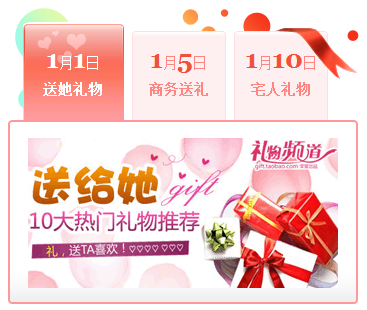 1月1日
送她礼物
1月5日
商务送礼
1月10日
宅人礼物
礼物频道
gift.taobao.com
送给她
gift
10大热门礼物推荐
礼，送TA喜欢！♡♡♡♡ ♡♡♡